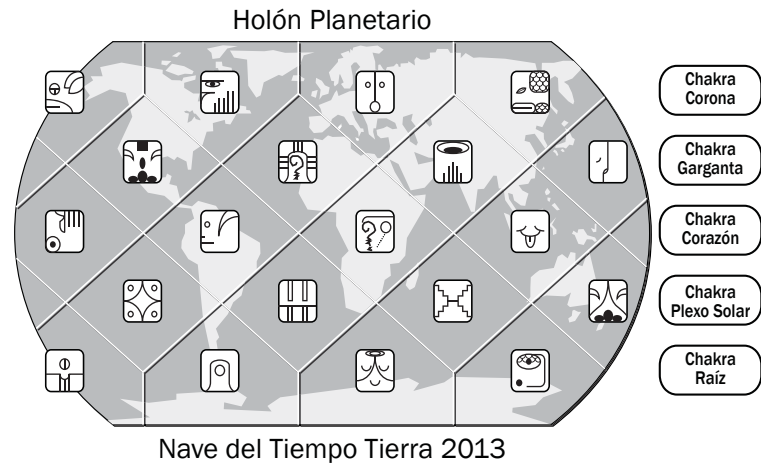 Holón Planetario
Chakra
Corona
Chakra
Garganta
Chakra
Corazón
Chakra
Plexo Solar
Chakra
Raíz
Nave del Tiempo Tierra 2013